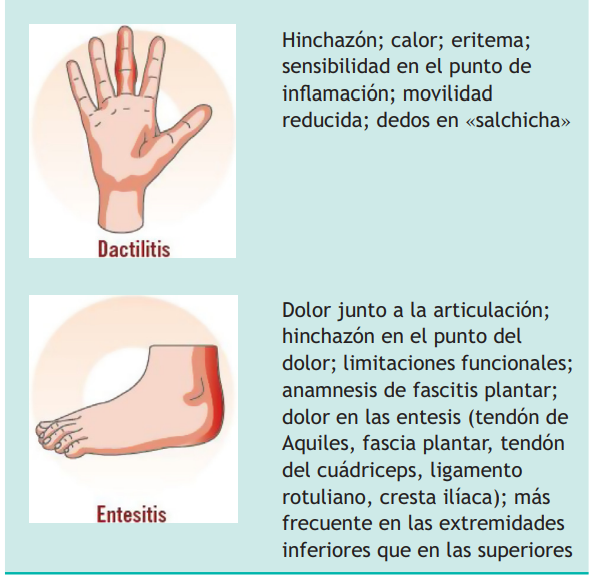 Hinchazón; calor; eritema;
sensibilidad en el punto de
inflamación; movilidad
reducida; dedos en «salchicha»
Dactilitis
Dolor junto a la articulación;
hinchazón en el punto del
dolor; limitaciones funcionales;
anamnesis de fascitis plantar;
dolor en las entesis (tendón de
Aquiles, fascia plantar, tendón
del cuádriceps, ligamento
rotuliano, cresta ilíaca); más
frecuente en las extremidades
inferiores que en las superiores
Entesitis